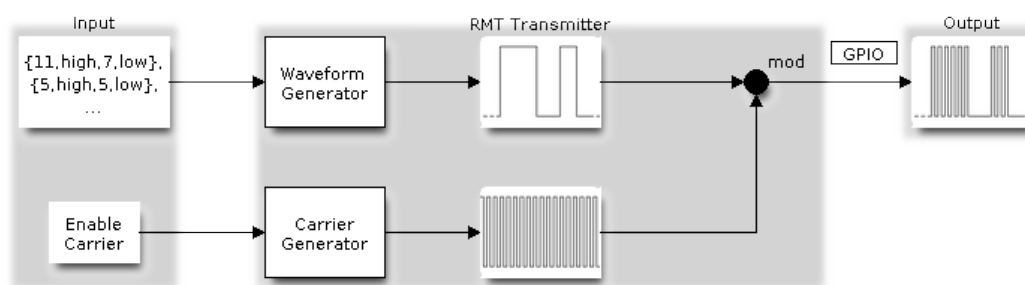 Input
RMT Transmitter
Output
{11,high,7,low},
{5,high,5,low},
...
Waveform
Generator
mod
GPIO
Enable
Carrier
Carrier
Generator